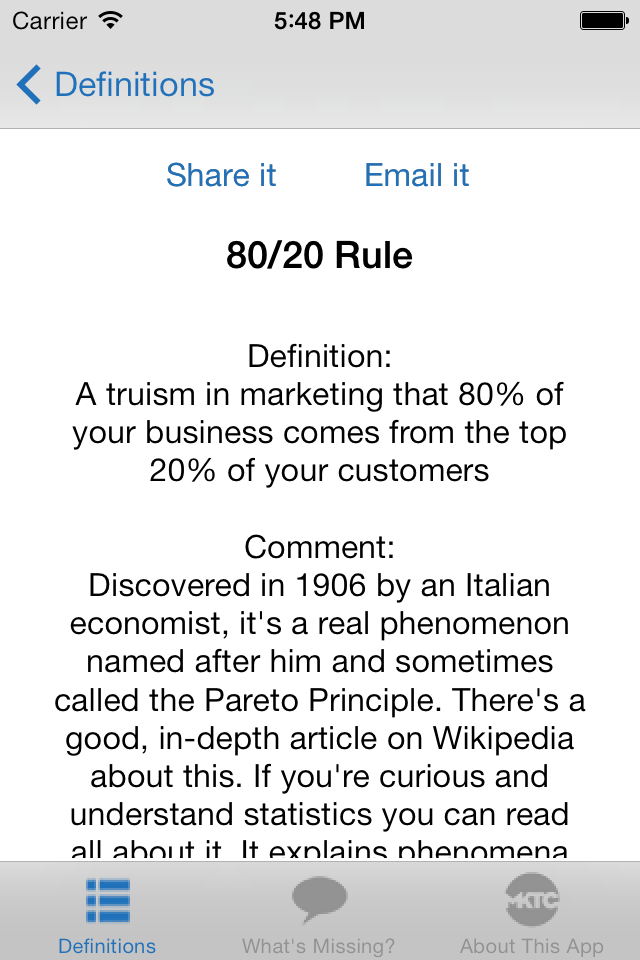 Carrier 5:48 PM
Definitions
Share it Email it
80/20 Rule
Definition:
A truism in marketing that 80% of
your business comes from the top
20% of your customers
Comment:
Discovered in 1906 by an Italian
economist, it's a real phenomenon
named after him and sometimes
called the Pareto Principle. There's a
good, in-depth article on Wikipedia
about this. If you're curious and
understand statistics you can read
all about it. It explains phenomena
MKTC
Definitions What's Missing? About This App